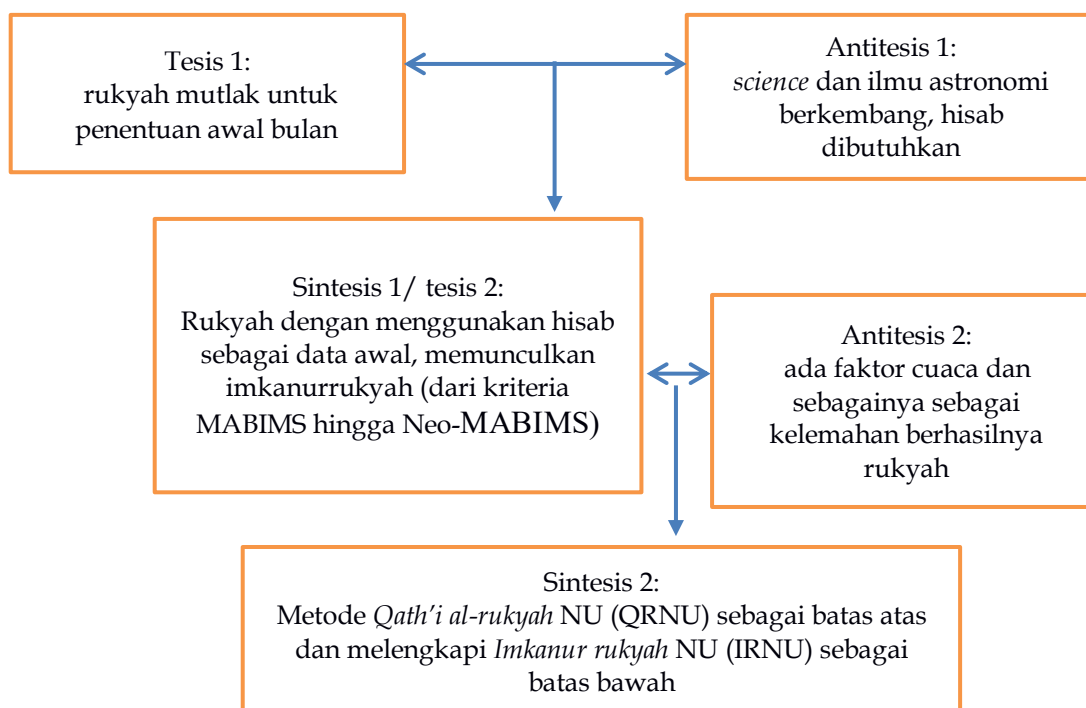 Tesis 1:
rukyah mutlak untuk
penentuan awal bulan
Antitesis 1:
science dan ilmu astronomi
berkembang, hisab
dibutuhkan
Sintesis 1/ tesis 2:
Rukyah dengan menggunakan hisab
sebagai data awal, memunculkan
imkanurrukyah (dari kriteria
MABIMS hingga Neo-MABIMS)
Antitesis 2:
ada faktor cuaca dan
sebagainya sebagai
kelemahan berhasilnya
rukyah
Sintesis 2:
Metode Qath’i al-rukyah NU (QRNU) sebagai batas atas
dan melengkapi Imkanur rukyah NU (IRNU) sebagai
batas bawah